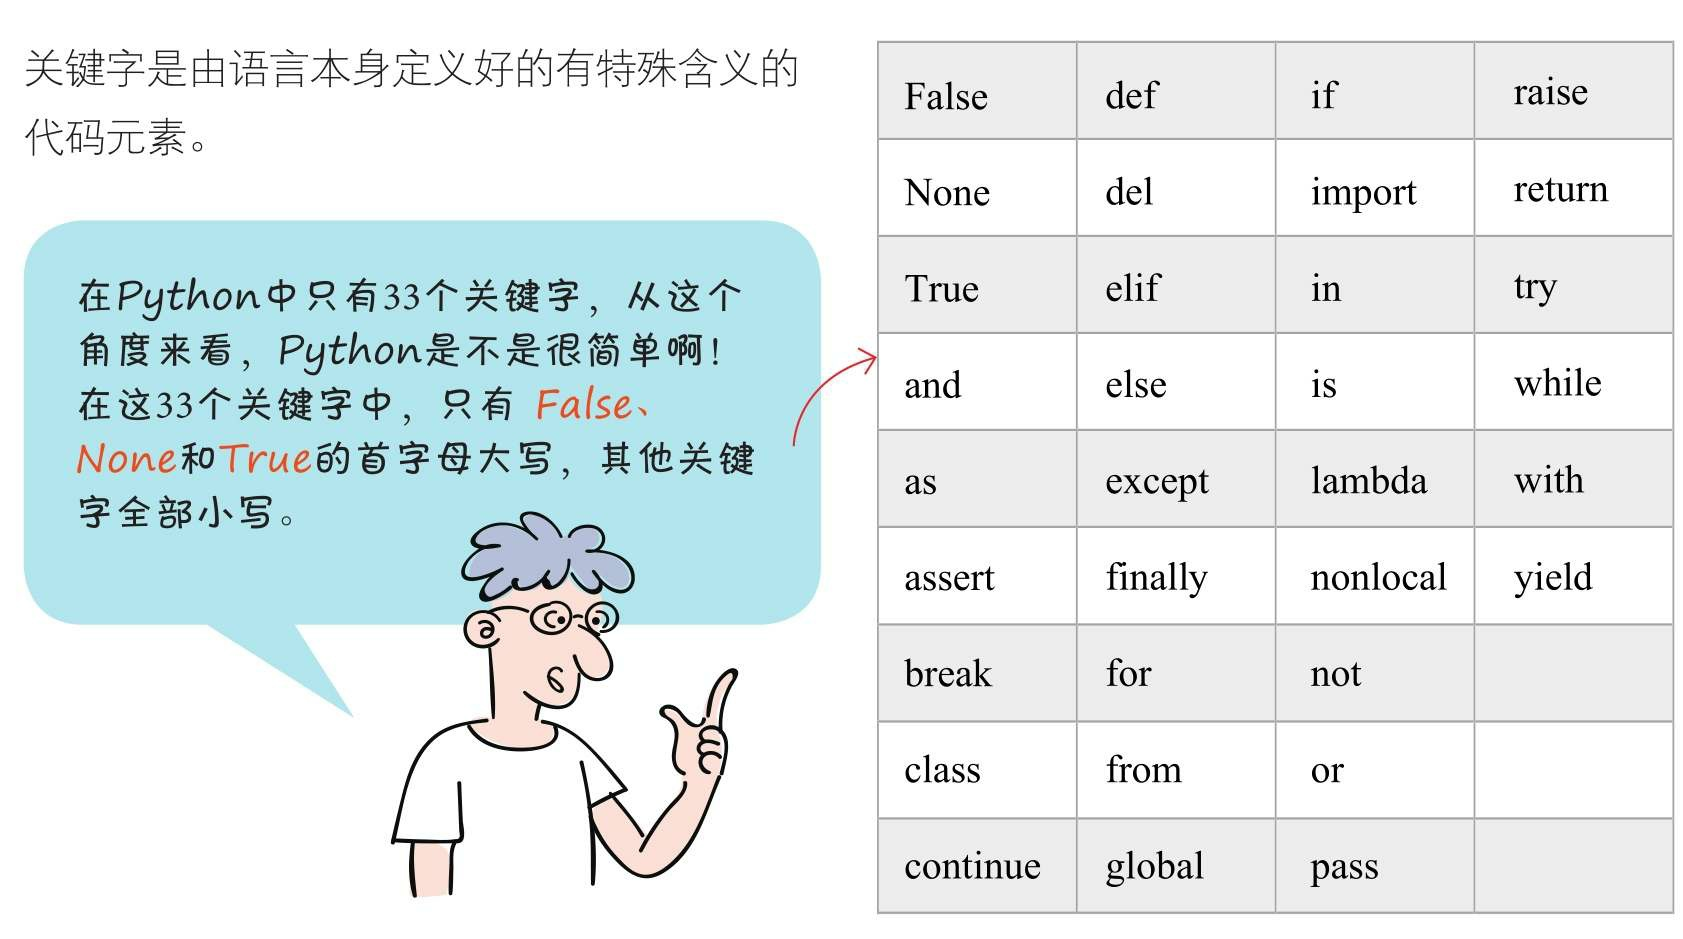 关键字是由语言本身定义好的有特殊含义的
代码元素。
在Python中只有33个关键字，从这个
角度来看，Python是不是很简单啊！
在这33个关键字中，只有 False、
None和True的首字母大写，其他关键
字全部小写。
False def if raise
None del import return
True elif in try
and else is while
as except lambda with
assert finally nonlocal yield
break for not
class from or
continue global pass